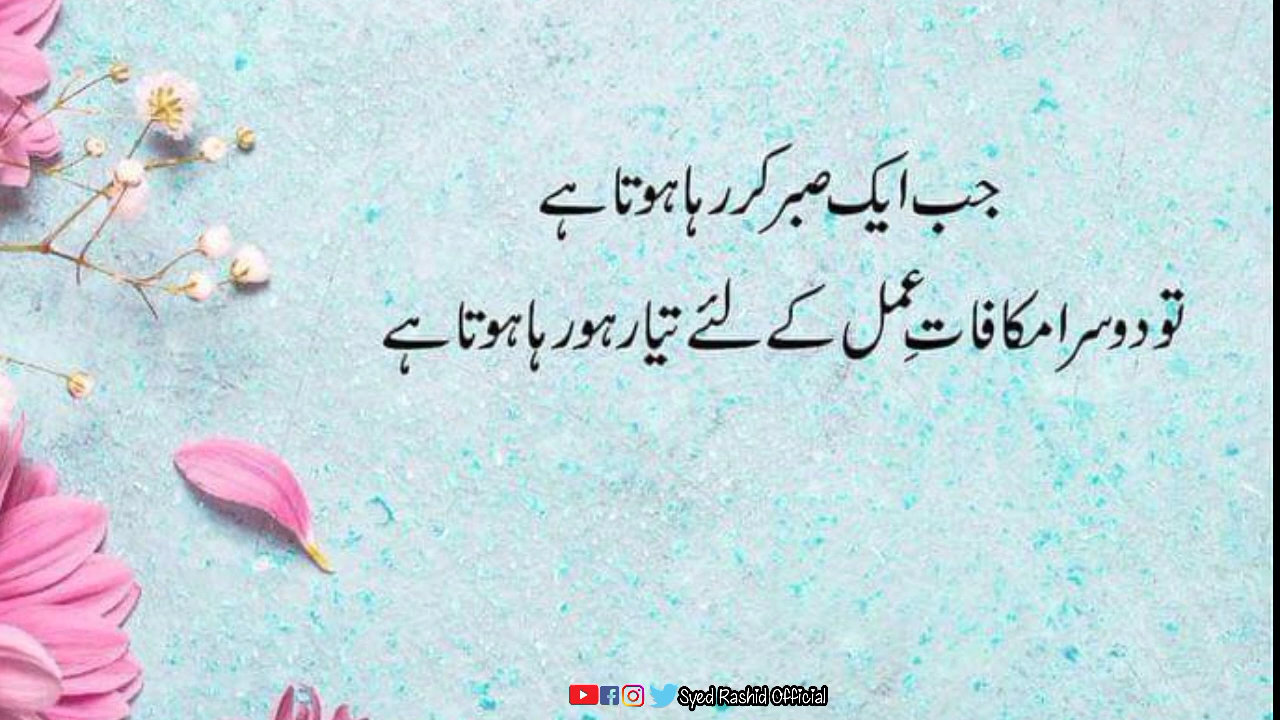 جب ایک صبر کر رہا ہوتا ہے
تو دوسرا مکافاتِ عمل کے لئے تیار ہو رہا ہوتا ہے
Syed Rashid Official